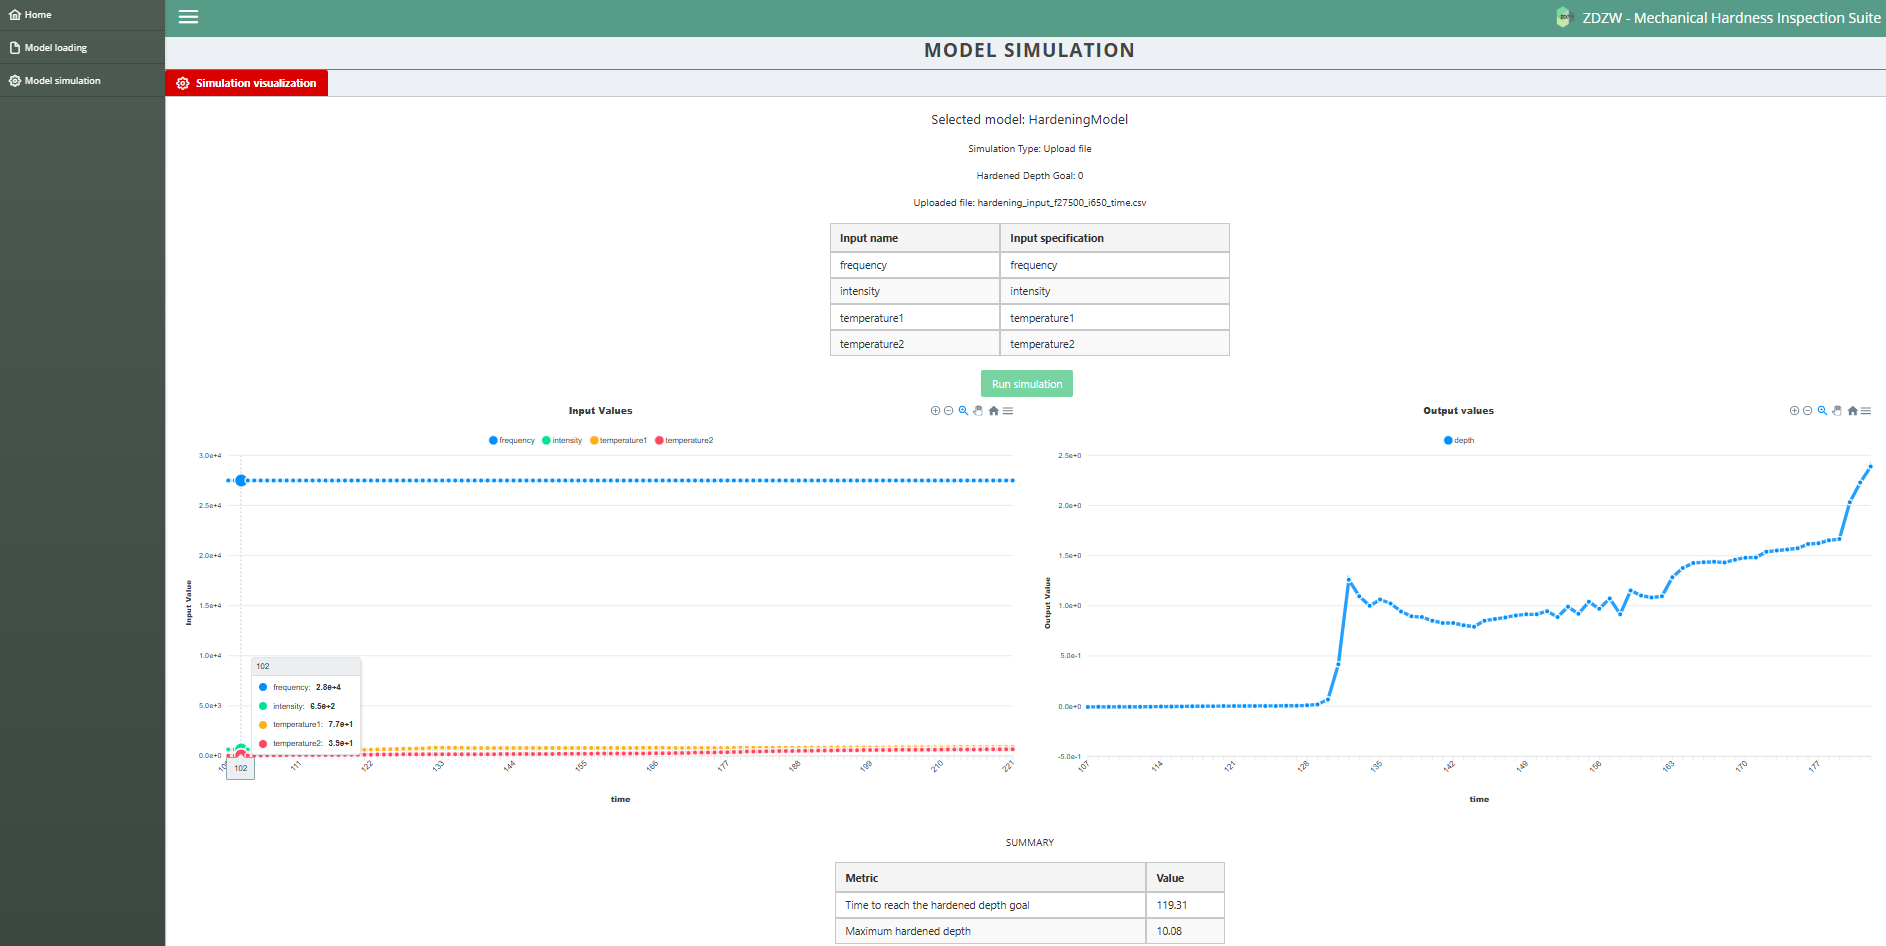 Home
Model loading
Model simulation
ZDZW - Mechanical Hardness Inspection Suite
MODEL SIMULATION
Simulation visualization
Selected model: HardeningModel
Simulation Type: Upload file
Hardened Depth Goal: 0
Uploaded file: hardening_input_f27500_i650_time.csv
Input name Input specification
frequency frequency
intensity intensity
temperature1 temperature1
temperature2 temperature2
Run simulation
Input Values
frequency intensity temperature1 temperature2
3.0e+4
2.5e+4
2.0e+4
1.5e+4
1.0e+4
5.0e+3
0.0e+0
Input Value
102
frequency: 2.8e+4
intensity: 6.5e+2
temperature1: 7.7e+1
temperature2: 3.5e+1
102
111 122 133 144 155 166 177 188 199 210 221
time
Output values
depth
2.5e+0
2.0e+0
1.5e+0
1.0e+0
5.0e-1
0.0e+0
-5.0e-1
Output Value
107 114 121 128 135 142 149 156 163 170 177
time
SUMMARY
Metric Value
Time to reach the hardened depth goal 119.31
Maximum hardened depth 10.08